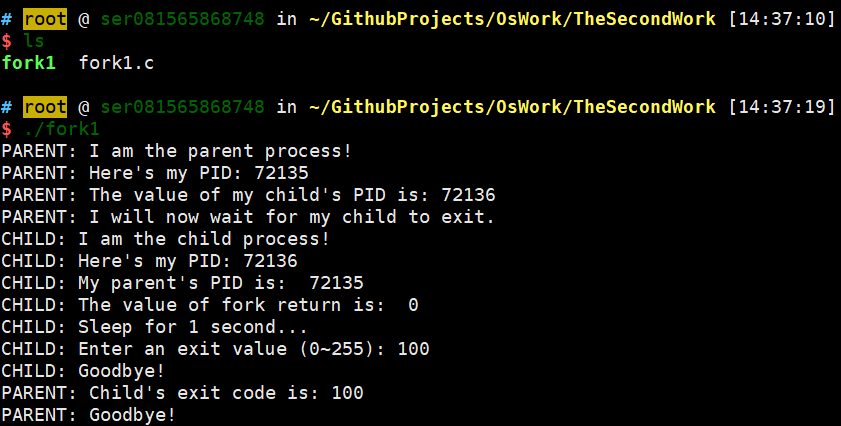 # root @ ser081565868748 in ~/GithubProjects/OsWork/TheSecondWork [14:37:10]
$ ls
fork1  fork1.c
# root @ ser081565868748 in ~/GithubProjects/OsWork/TheSecondWork [14:37:19]
$ ./fork1
PARENT: I am the parent process!
PARENT: Here's my PID: 72135
PARENT: The value of my child's PID is: 72136
PARENT: I will now wait for my child to exit.
CHILD: I am the child process!
CHILD: Here's my PID: 72136
CHILD: My parent's PID is:  72135
CHILD: The value of fork return is:  0
CHILD: Sleep for 1 second...
CHILD: Enter an exit value (0~255): 100
CHILD: Goodbye!
PARENT: Child's exit code is: 100
PARENT: Goodbye!